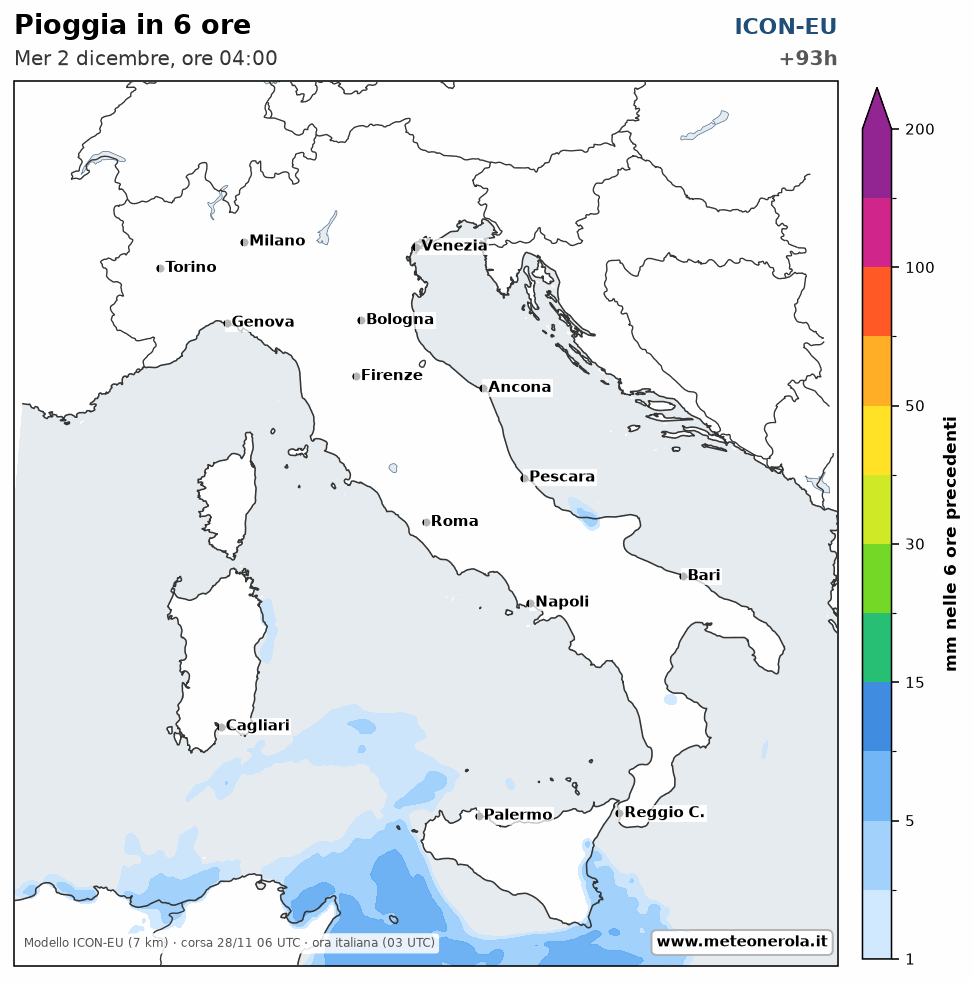 Pioggia in 6 ore
ICON-EU
Mer 2 dicembre, ore 04:00
+93h
200
Milano
Venezia
Torino
100
Genova
Bologna
Firenze
Ancona
50
Pescara
Roma
30
Bari
Napoli
15
Cagliari
Palermo
Reggio C.
5
mm nelle 6 ore precedenti
Modello ICON-EU (7 km) · corsa 28/11 06 UTC · ora italiana (03 UTC)
www.meteonerola.it
1